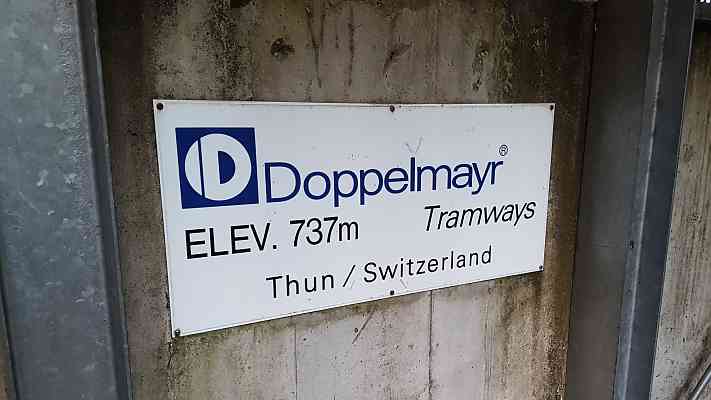 Doppelmayr®
ELEV. 737m Tramways
Thun / Switzerland